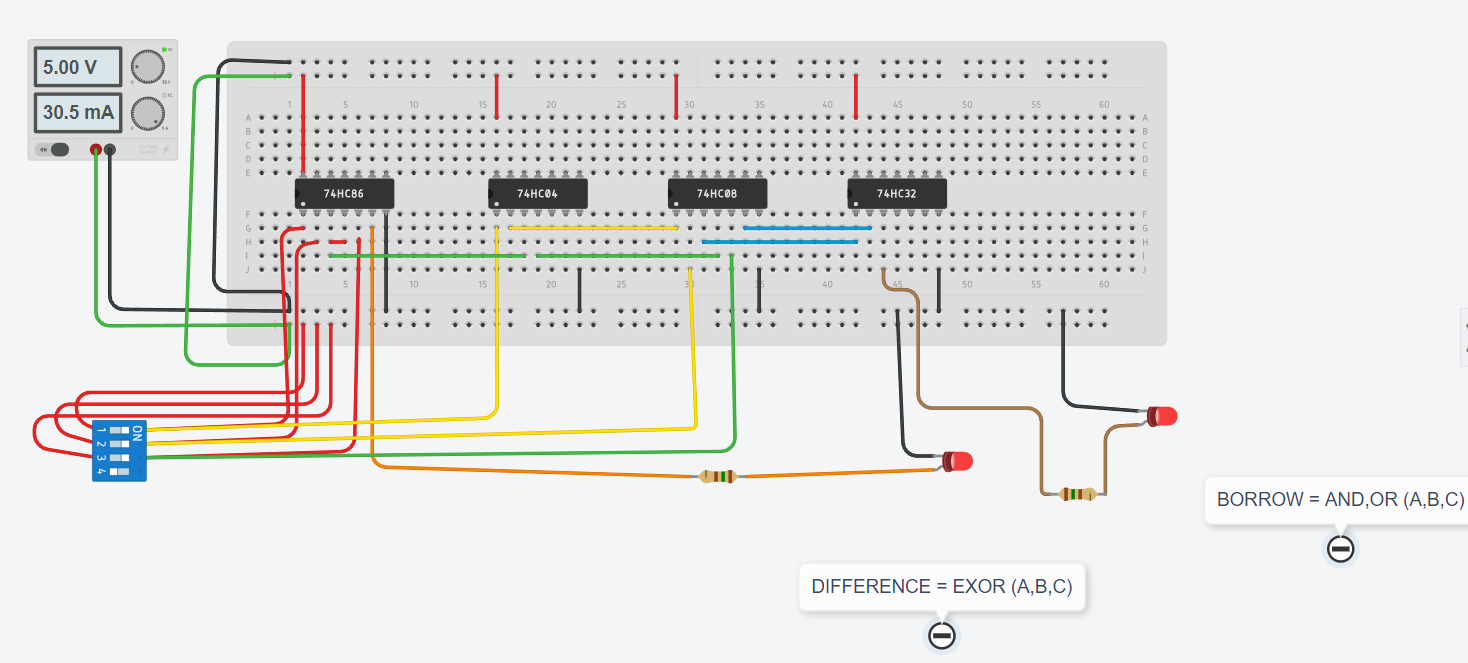 5.00 V
30.5 mA
ON
1 5 10 15 20 25 30 35 40 45 50 55 60
A A
B B
C C
D D
E E
74HC86 74HC04 74HC08 74HC32
F F
G G
H H
I I
J J
1 5 10 15 20 25 30 35 40 45 50 55 60
ON
1
2
3
4
BORROW = AND,OR (A,B,C)
DIFFERENCE = EXOR (A,B,C)